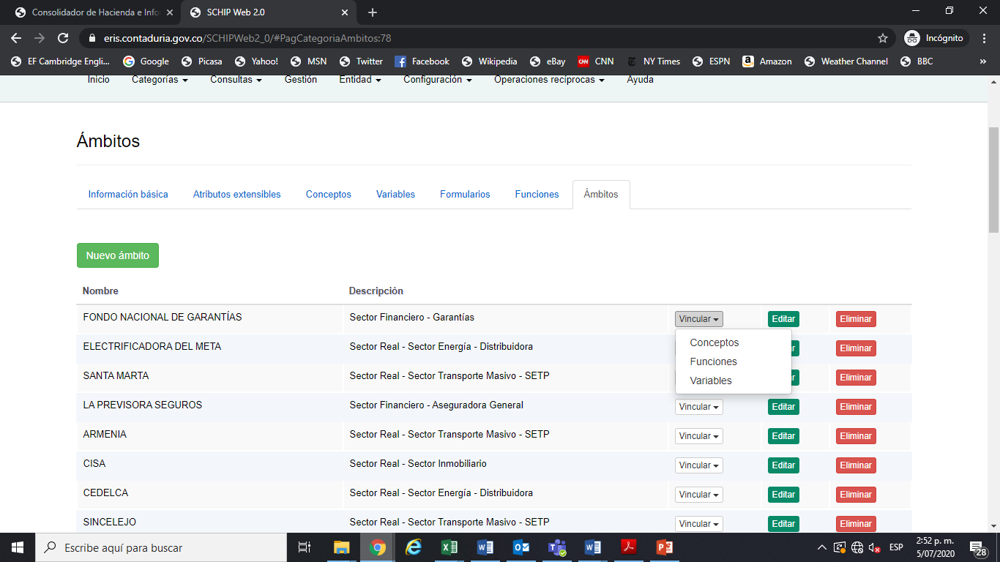 Consolidador de Hacienda e Info
SCHIP Web 2.0
eris.contaduria.gov.co/SCHIPWeb2_0/#PagCategoriaAmbitos:78
Incógnito
EF Cambridge Engli... Google Picasa Yahoo! MSN Twitter Facebook Wikipedia eBay CNN NY Times ESPN Amazon Weather Channel BBC »
Inicio Categorías Consultas Gestión Entidad Configuración Operaciones recíprocas Ayuda
Ámbitos
Información básica Atributos extensibles Conceptos Variables Formularios Funciones Ámbitos
Nuevo ámbito
Nombre Descripción
FONDO NACIONAL DE GARANTÍAS Sector Financiero - Garantías Vincular Editar Eliminar
Conceptos
Funciones
Variables
ELECTRIFICADORA DEL META Sector Real - Sector Energía - Distribuidora Eliminar
SANTA MARTA Sector Real - Sector Transporte Masivo - SETP Eliminar
LA PREVISORA SEGUROS Sector Financiero - Aseguradora General Vincular Editar Eliminar
ARMENIA Sector Real - Sector Transporte Masivo - SETP Vincular Editar Eliminar
CISA Sector Real - Sector Inmobiliario Vincular Editar Eliminar
CEDELCA Sector Real - Sector Energía - Distribuidora Vincular Editar Eliminar
SINCELEJO Sector Real - Sector Transporte Masivo - SETP Vincular Editar Eliminar
Escribe aquí para buscar
ESP
2:52 p. m.
5/07/2020
28